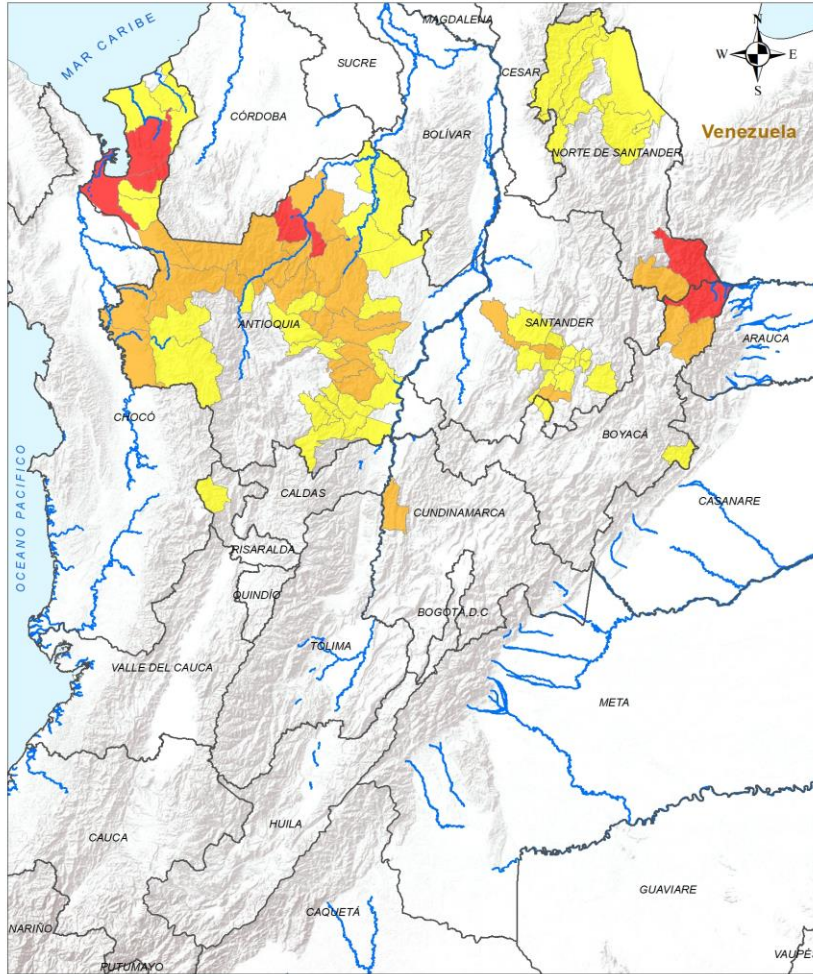 MAGDALENA
N
W E
S
MAR CARIBE
SUCRE
CESAR
CÓRDOBA
BOLÍVAR
Venezuela
NORTE DE SANTANDER
ANTIOQUIA
SANTANDER
ARAUCA
CHOCÓ
BOYACÁ
OCEANO PACIFICO
CALDAS
CUNDINAMARCA
CASANARE
RISARALDA
QUINDÍO
BOGOTÁ,D.C
TOLIMA
VALLE DEL CAUCA
META
HUILA
CAUCA
GUAVIARE
CAQUETÁ
NARIÑO
PUTUMAYO
VAUPÉS